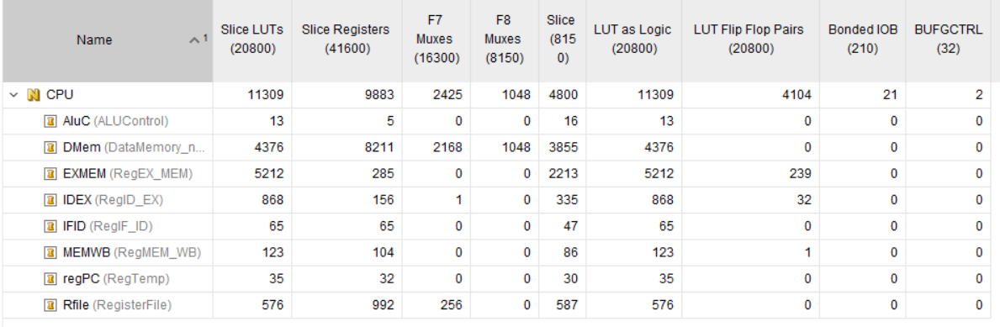 Name 1 Slice LUTs (20800) Slice Registers (41600) F7 Muxes (16300) F8 Muxes (8150) Slice (815 0) LUT as Logic (20800) LUT Flip Flop Pairs (20800) Bonded IOB (210) BUFGCTRL (32)
N CPU 11309 9883 2425 1048 4800 11309 4104 21 2
AluC (ALUControl) 13 5 0 0 16 13 0 0 0
DMem (DataMemory_n... 4376 8211 2168 1048 3855 4376 0 0 0
EXMEM (RegEX_MEM) 5212 285 0 0 2213 5212 239 0 0
IDEX (RegID_EX) 868 156 1 0 335 868 32 0 0
IFID (RegIF_ID) 65 65 0 0 47 65 0 0 0
MEMWB (RegMEM_WB) 123 104 0 0 86 123 1 0 0
regPC (RegTemp) 35 32 0 0 30 35 0 0 0
Rfile (RegisterFile) 576 992 256 0 587 576 0 0 0